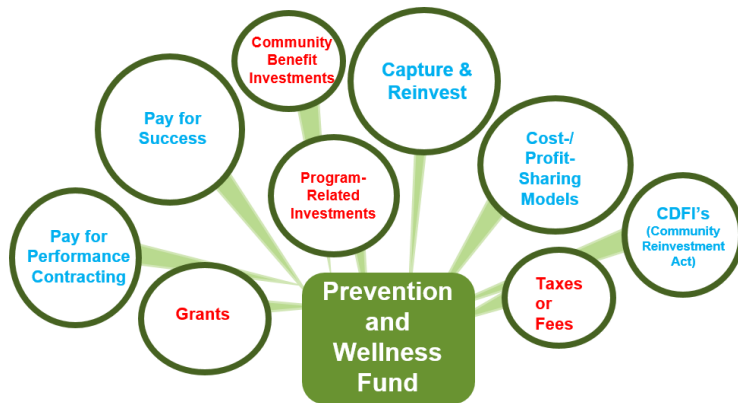 Community
Benefit
Investments
Capture &
Reinvest
Pay for
Success
Cost-/
Profit-
Sharing
Models
Program-
Related
Investments
CDFI's
(Community
Reinvestment
Act)
Pay for
Performance
Contracting
Grants
Taxes
or
Fees
Prevention
and
Wellness
Fund